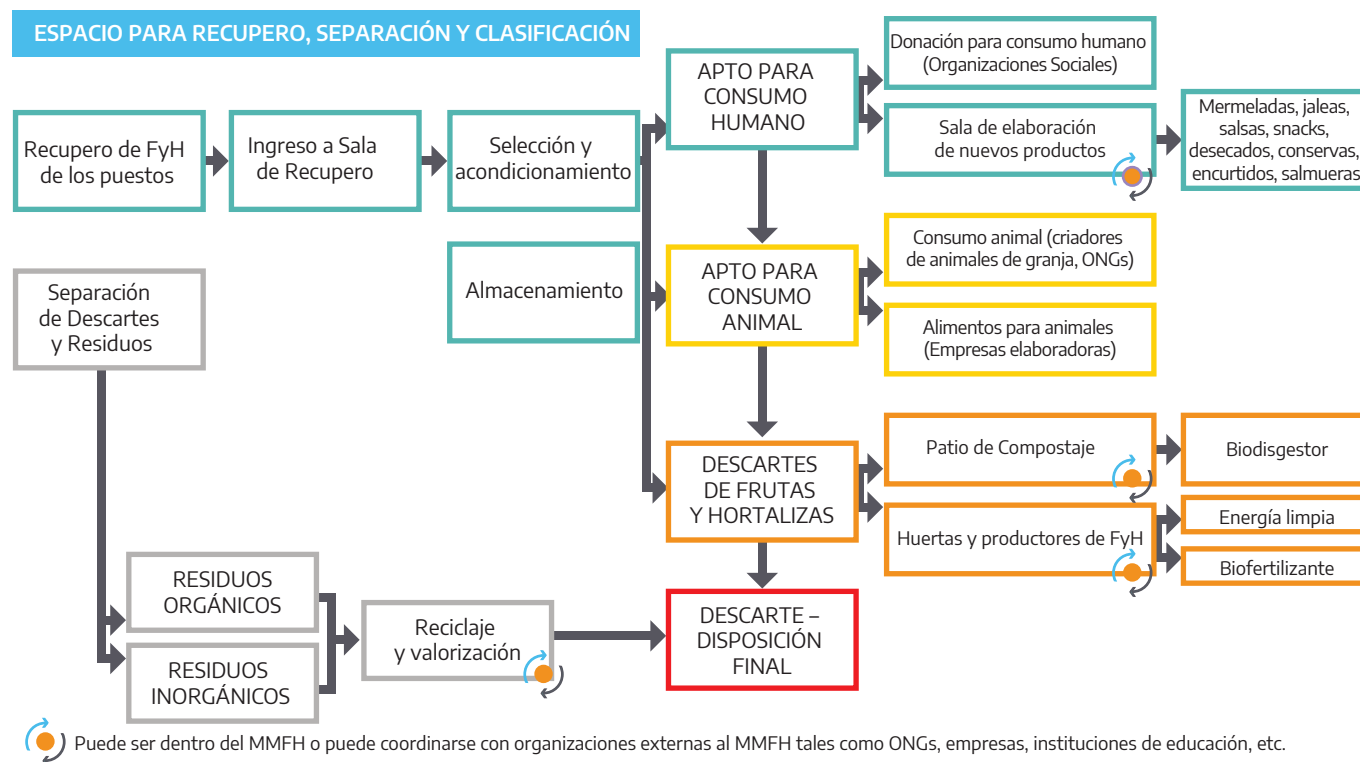 ESPACIO PARA RECUPERO, SEPARACIÓN Y CLASIFICACIÓN
Recupero de FyH
de los puestos
Ingreso a Sala
de Recupero
Selección y
acondicionamiento
Almacenamiento
APTO PARA
CONSUMO
HUMANO
Donación para consumo humano
(Organizaciones Sociales)
Sala de elaboración
de nuevos productos
Mermeladas, jaleas,
salsas, snacks,
desecados, conservas,
encurtidos, salmueras
APTO PARA
CONSUMO
ANIMAL
Consumo animal (criadores
de animales de granja, ONGs)
Alimentos para animales
(Empresas elaboradoras)
Separación
de Descartes
y Residuos
DESCARTES
DE FRUTAS
Y HORTALIZAS
Patio de Compostaje
Biodisgestor
Huertas y productores de FyH
Energía limpia
Biofertilizante
RESIDUOS
ORGÁNICOS
RESIDUOS
INORGÁNICOS
Reciclaje
y valorización
DESCARTE –
DISPOSICIÓN
FINAL
Puede ser dentro del MMFH o puede coordinarse con organizaciones externas al MMFH tales como ONGs, empresas, instituciones de educación, etc.